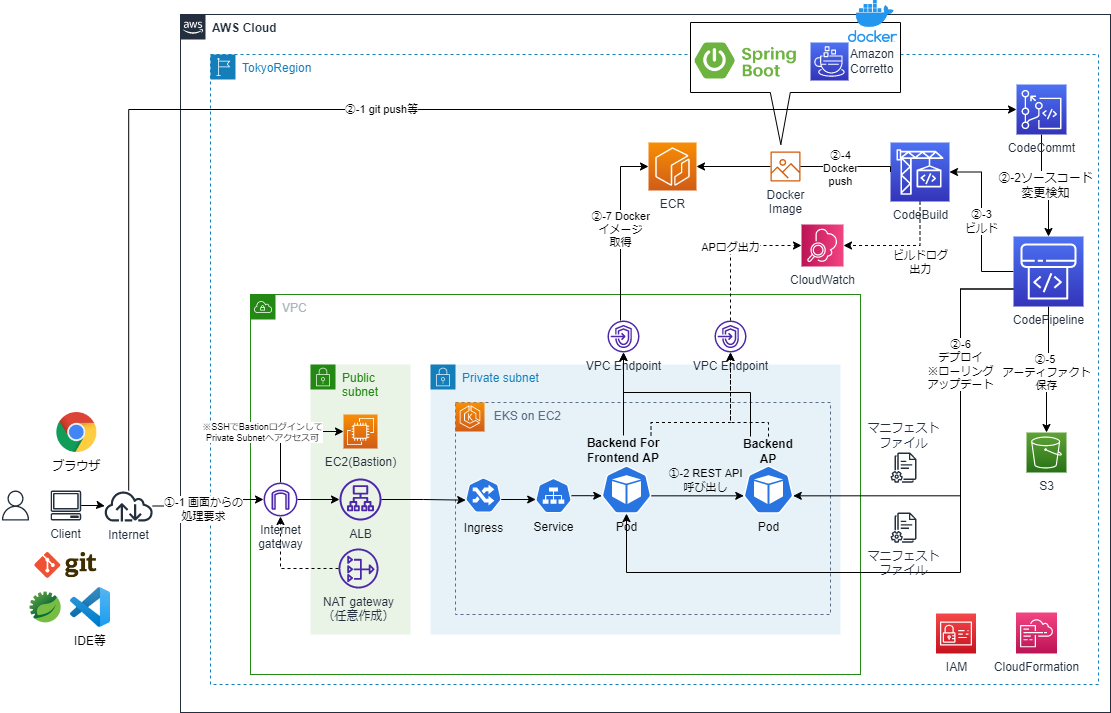 aws
AWS Cloud
TokyoRegion
docker
Spring
Boot
Amazon
Corretto
②-1 git push等
CodeCommt
②-2ソースコード
変更検知
②-4
Docker
push
ECR
Docker
Image
CodeBuild
②-3
ビルド
②-7 Docker
イメージ
取得
APログ出力
CloudWatch
ビルドログ
出力
CodePipeline
VPC
VPC Endpoint
VPC Endpoint
②-6
デプロイ
※ローリング
アップデート
②-5
アーティファクト
保存
Public
subnet
Private subnet
EKS on EC2
※SSHでBastionログインして
Private Subnetへアクセス可
EC2(Bastion)
Backend For
Frontend AP
Backend
AP
マニフェスト
ファイル
ブラウザ
①-2 REST API
呼び出し
S3
①-1 画面からの
処理要求
Client
Internet
Internet
gateway
ALB
Ingress
Service
Pod
Pod
マニフェスト
ファイル
git
NAT gateway
（任意作成）
IDE等
IAM
CloudFormation